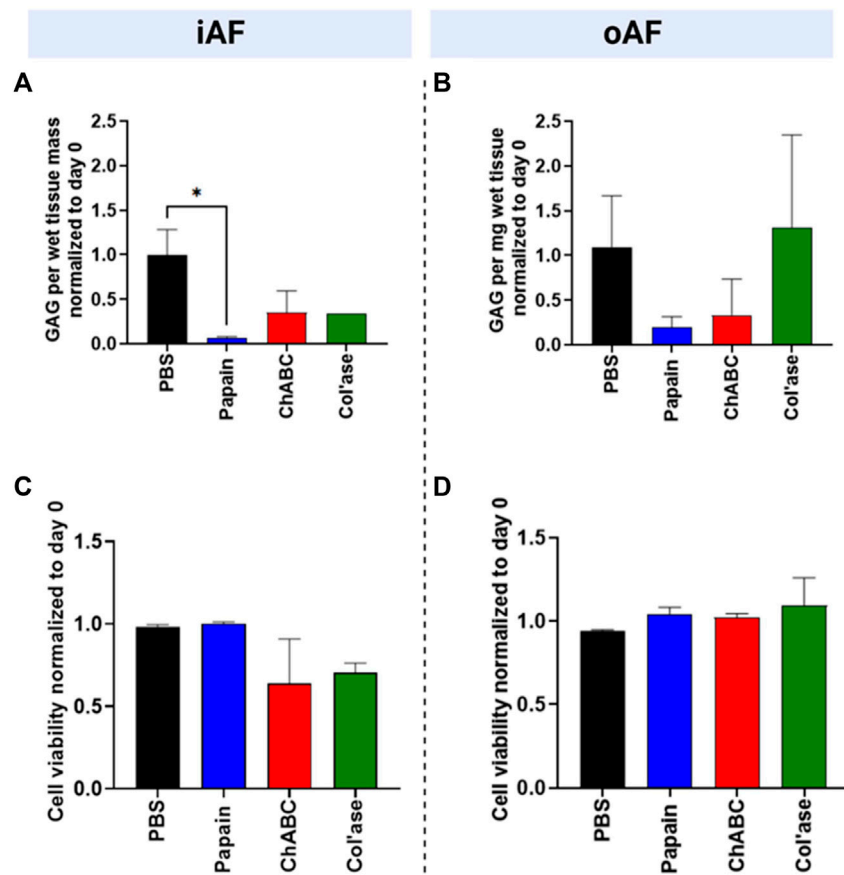 iAF
oAF
A
GAG per wet tissue mass
normalized to day 0
2.5
2.0
1.5
1.0
0.5
0.0
*
PBS
Papain
ChABC
Col'ase
B
GAG per mg wet tissue
normalized to day 0
2.5
2.0
1.5
1.0
0.5
0.0
PBS
Papain
ChABC
Col'ase
C
Cell viability normalized to day 0
1.5
1.0
0.5
0.0
PBS
Papain
ChABC
Col'ase
D
Cell viability normalized to day 0
1.5
1.0
0.5
0.0
PBS
Papain
ChABC
Col'ase